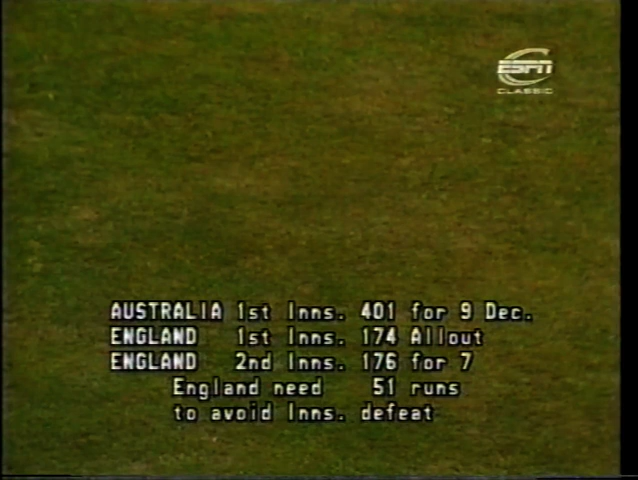 ESPN
CLASSIC
AUSTRALIA 1st Inns. 401 for 9 Dec.
ENGLAND 1st Inns. 174 Allout
ENGLAND 2nd Inns. 176 for 7
England need 51 runs
to avoid Inns. defeat